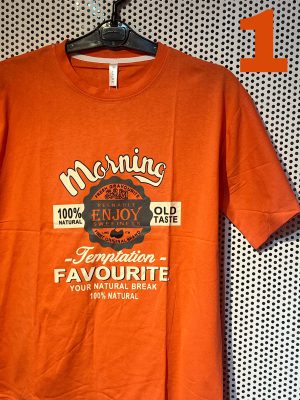 1
Morning
100%
NATURAL
ENJOY
OLD
TASTE
- Temptation -
FAVOURITE
YOUR NATURAL BREAK
100% NATURAL